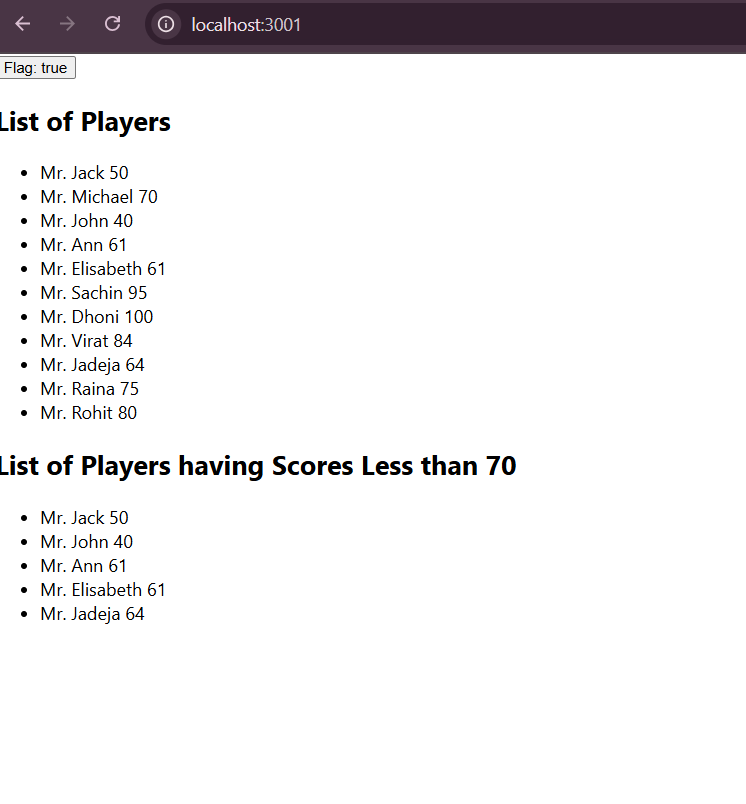 localhost:3001
Flag: true
List of Players
Mr. Jack 50
Mr. Michael 70
Mr. John 40
Mr. Ann 61
Mr. Elisabeth 61
Mr. Sachin 95
Mr. Dhoni 100
Mr. Virat 84
Mr. Jadeja 64
Mr. Raina 75
Mr. Rohit 80
List of Players having Scores Less than 70
Mr. Jack 50
Mr. John 40
Mr. Ann 61
Mr. Elisabeth 61
Mr. Jadeja 64